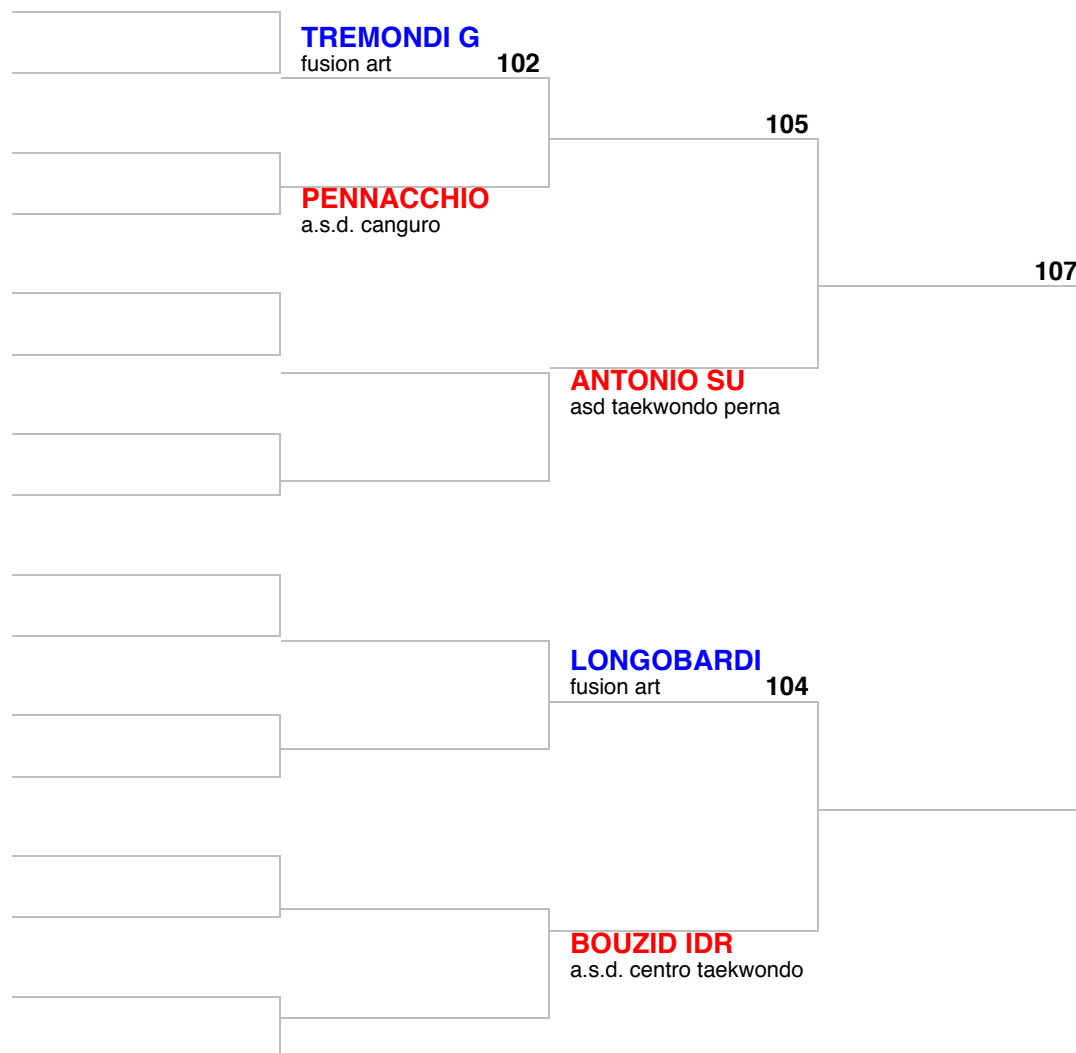 TREMONDI G
fusion art 102
105
PENNACCHIO
a.s.d. canguro
107
ANTONIO SU
asd taekwondo perna
LONGOBARDI
fusion art 104
BOUZID IDR
a.s.d. centro taekwondo